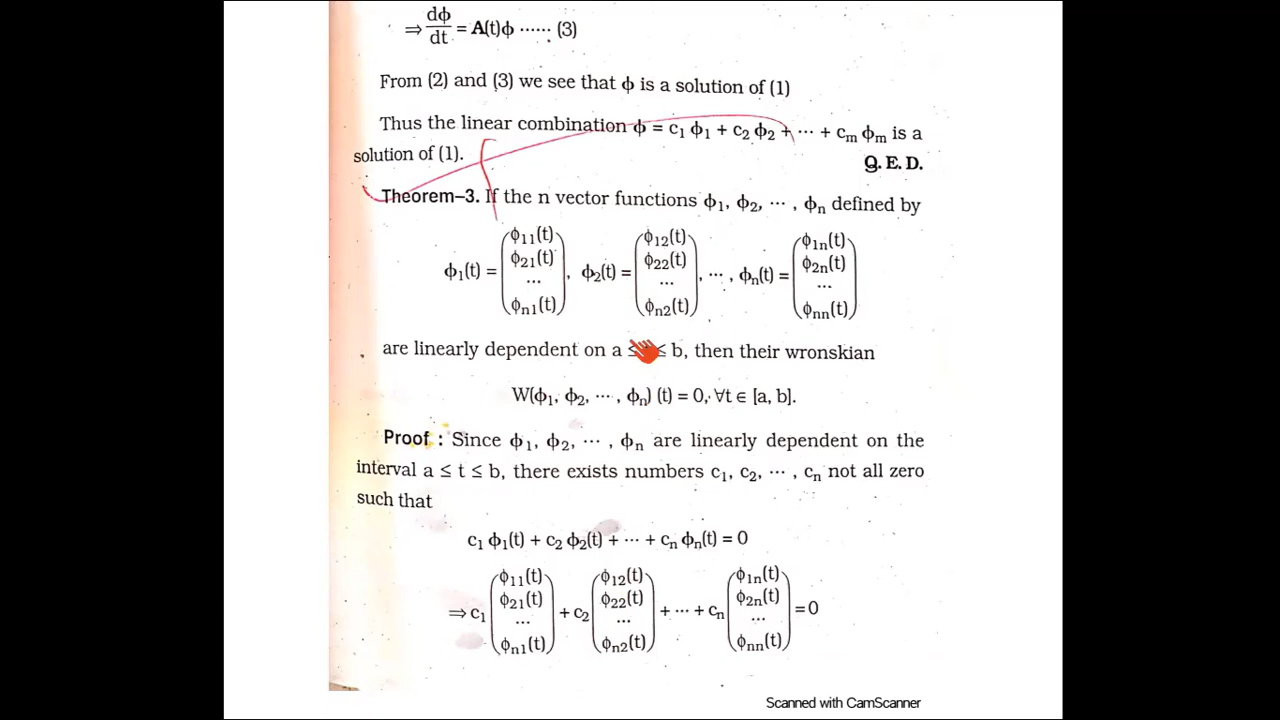 ⇒ dϕ/dt = A(t)ϕ ...... (3)
From (2) and (3) we see that ϕ is a solution of (1)
Thus the linear combination ϕ = c₁ ϕ₁ + c₂ ϕ₂ + ··· + cₘ ϕₘ is a
solution of (1).
Q. E. D.
Theorem–3. If the n vector functions ϕ₁, ϕ₂, ··· , ϕₙ defined by
ϕ₁(t) = (ϕ₁₁(t) ϕ₂₁(t) ... ϕₙ₁(t)), ϕ₂(t) = (ϕ₁₂(t) ϕ₂₂(t) ... ϕₙ₂(t)), ··· , ϕₙ(t) = (ϕ₁ₙ(t) ϕ₂ₙ(t) ... ϕₙₙ(t))
are linearly dependent on a ≤ ≤ b, then their wronskian
W(ϕ₁, ϕ₂, ··· , ϕₙ) (t) = 0, ∀t ∈ [a, b].
Proof : Since ϕ₁, ϕ₂, ··· , ϕₙ are linearly dependent on the
interval a ≤ t ≤ b, there exists numbers c₁, c₂, ··· , cₙ not all zero
such that
c₁ ϕ₁(t) + c₂ ϕ₂(t) + ··· + cₙ ϕₙ(t) = 0
⇒ c₁ (ϕ₁₁(t) ϕ₂₁(t) ... ϕₙ₁(t)) + c₂ (ϕ₁₂(t) ϕ₂₂(t) ... ϕₙ₂(t)) + ··· + cₙ (ϕ₁ₙ(t) ϕ₂ₙ(t) ... ϕₙₙ(t)) = 0
Scanned with CamScanner